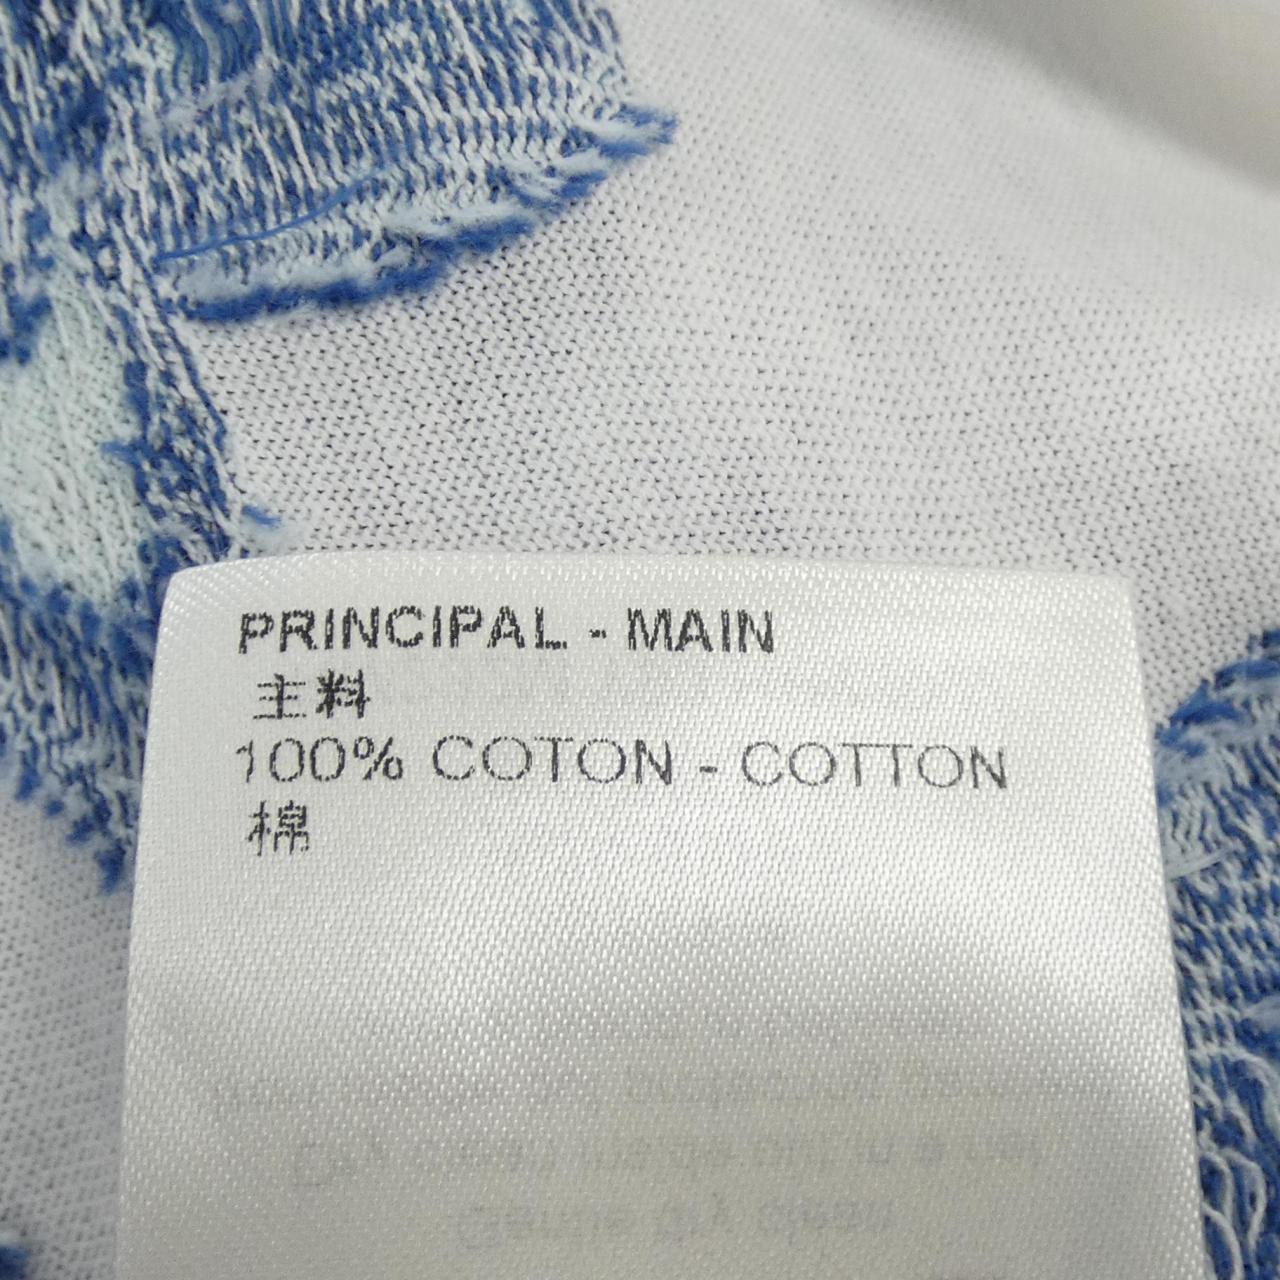 PRINCIPAL - MAIN
主料
100% COTON - COTTON
棉